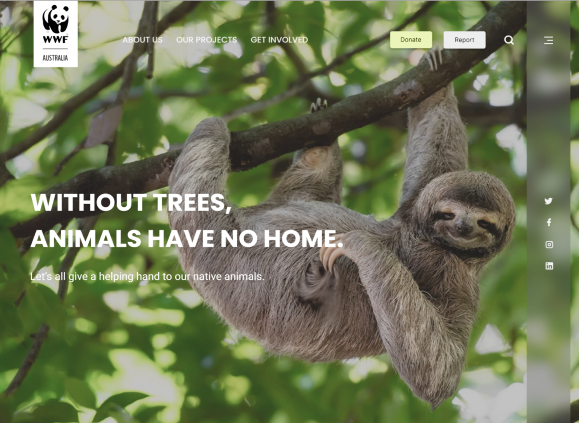 WWF
AUSTRALIA
ABOUT US
OUR PROJECTS
GET INVOLVED
Donate
Report
WITHOUT TREES,
ANIMALS HAVE NO HOME.
Let's all give a helping hand to our native animals.